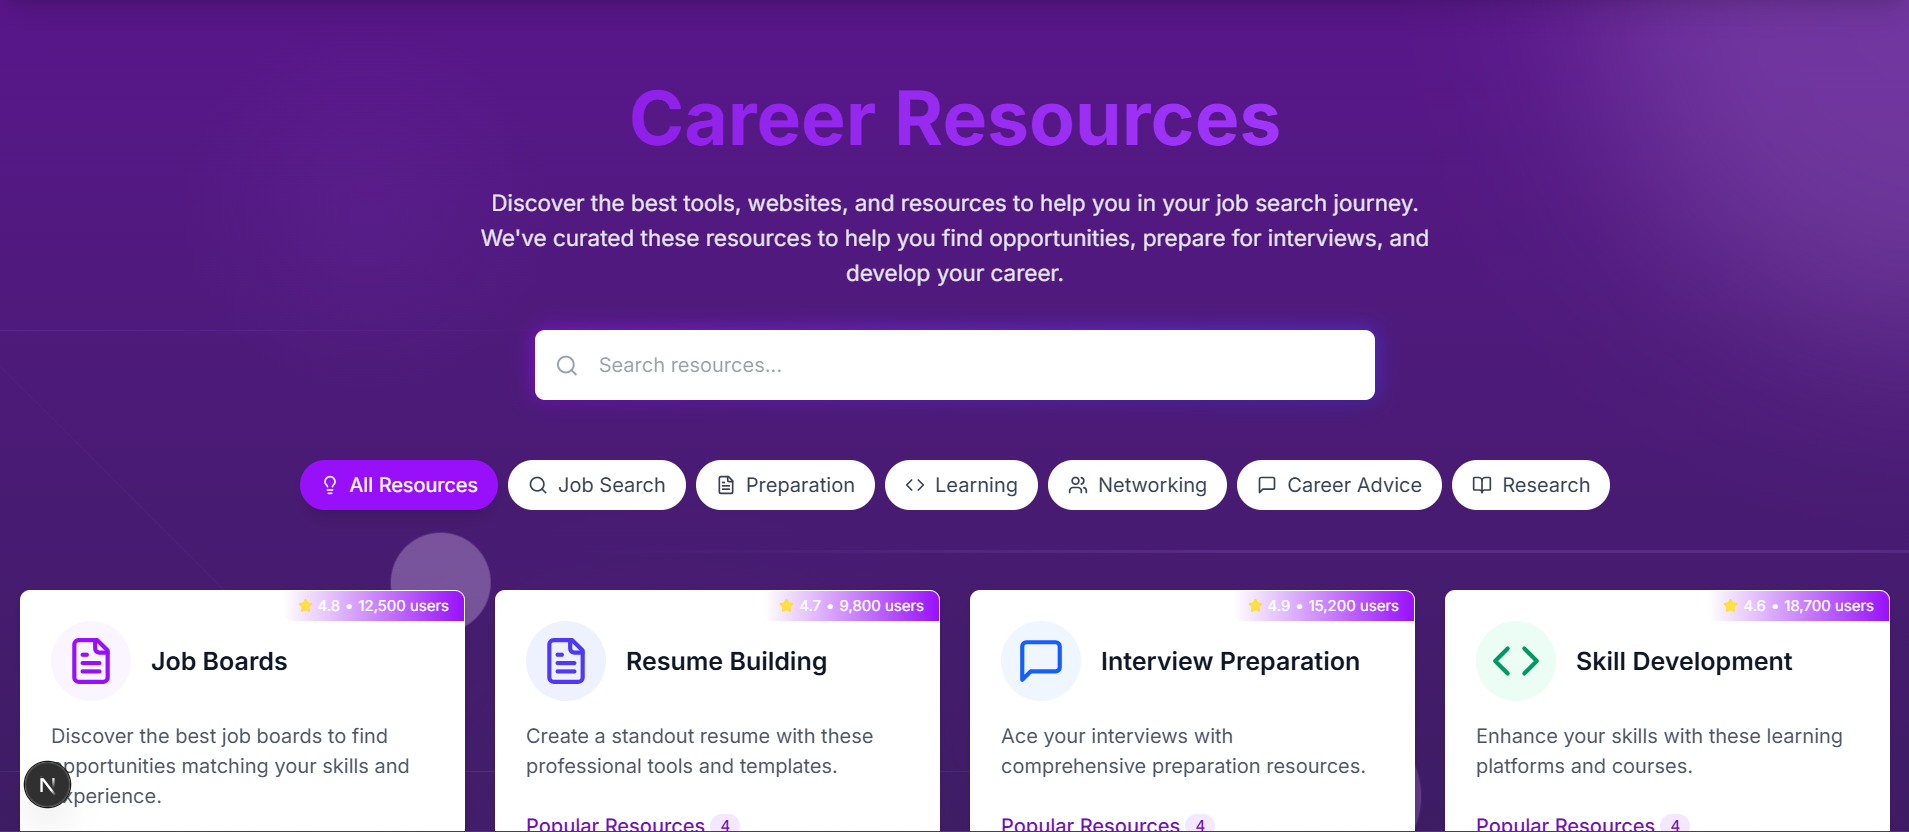 Career Resources
Discover the best tools, websites, and resources to help you in your job search journey.
We've curated these resources to help you find opportunities, prepare for interviews, and
develop your career.
Search resources...
All Resources
Job Search
Preparation
Learning
Networking
Career Advice
Research
4.8 • 12,500 users
Job Boards
Discover the best job boards to find
opportunities matching your skills and
experience.
4.7 • 9,800 users
Resume Building
Create a standout resume with these
professional tools and templates.
Popular Resources 4
4.9 • 15,200 users
Interview Preparation
Ace your interviews with
comprehensive preparation resources.
Popular Resources 4
4.6 • 18,700 users
Skill Development
Enhance your skills with these learning
platforms and courses.
Popular Resources 4
N